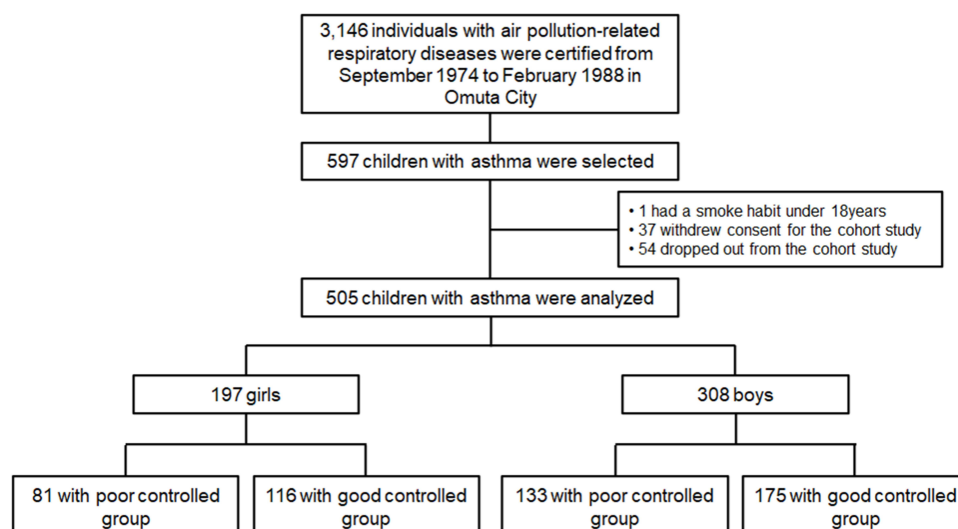 3,146 individuals with air pollution-related
respiratory diseases were certified from
September 1974 to February 1988 in
Omuta City
597 children with asthma were selected
• 1 had a smoke habit under 18years
• 37 withdrew consent for the cohort study
• 54 dropped out from the cohort study
505 children with asthma were analyzed
197 girls
308 boys
81 with poor controlled
group
116 with good controlled
group
133 with poor controlled
group
175 with good controlled
group